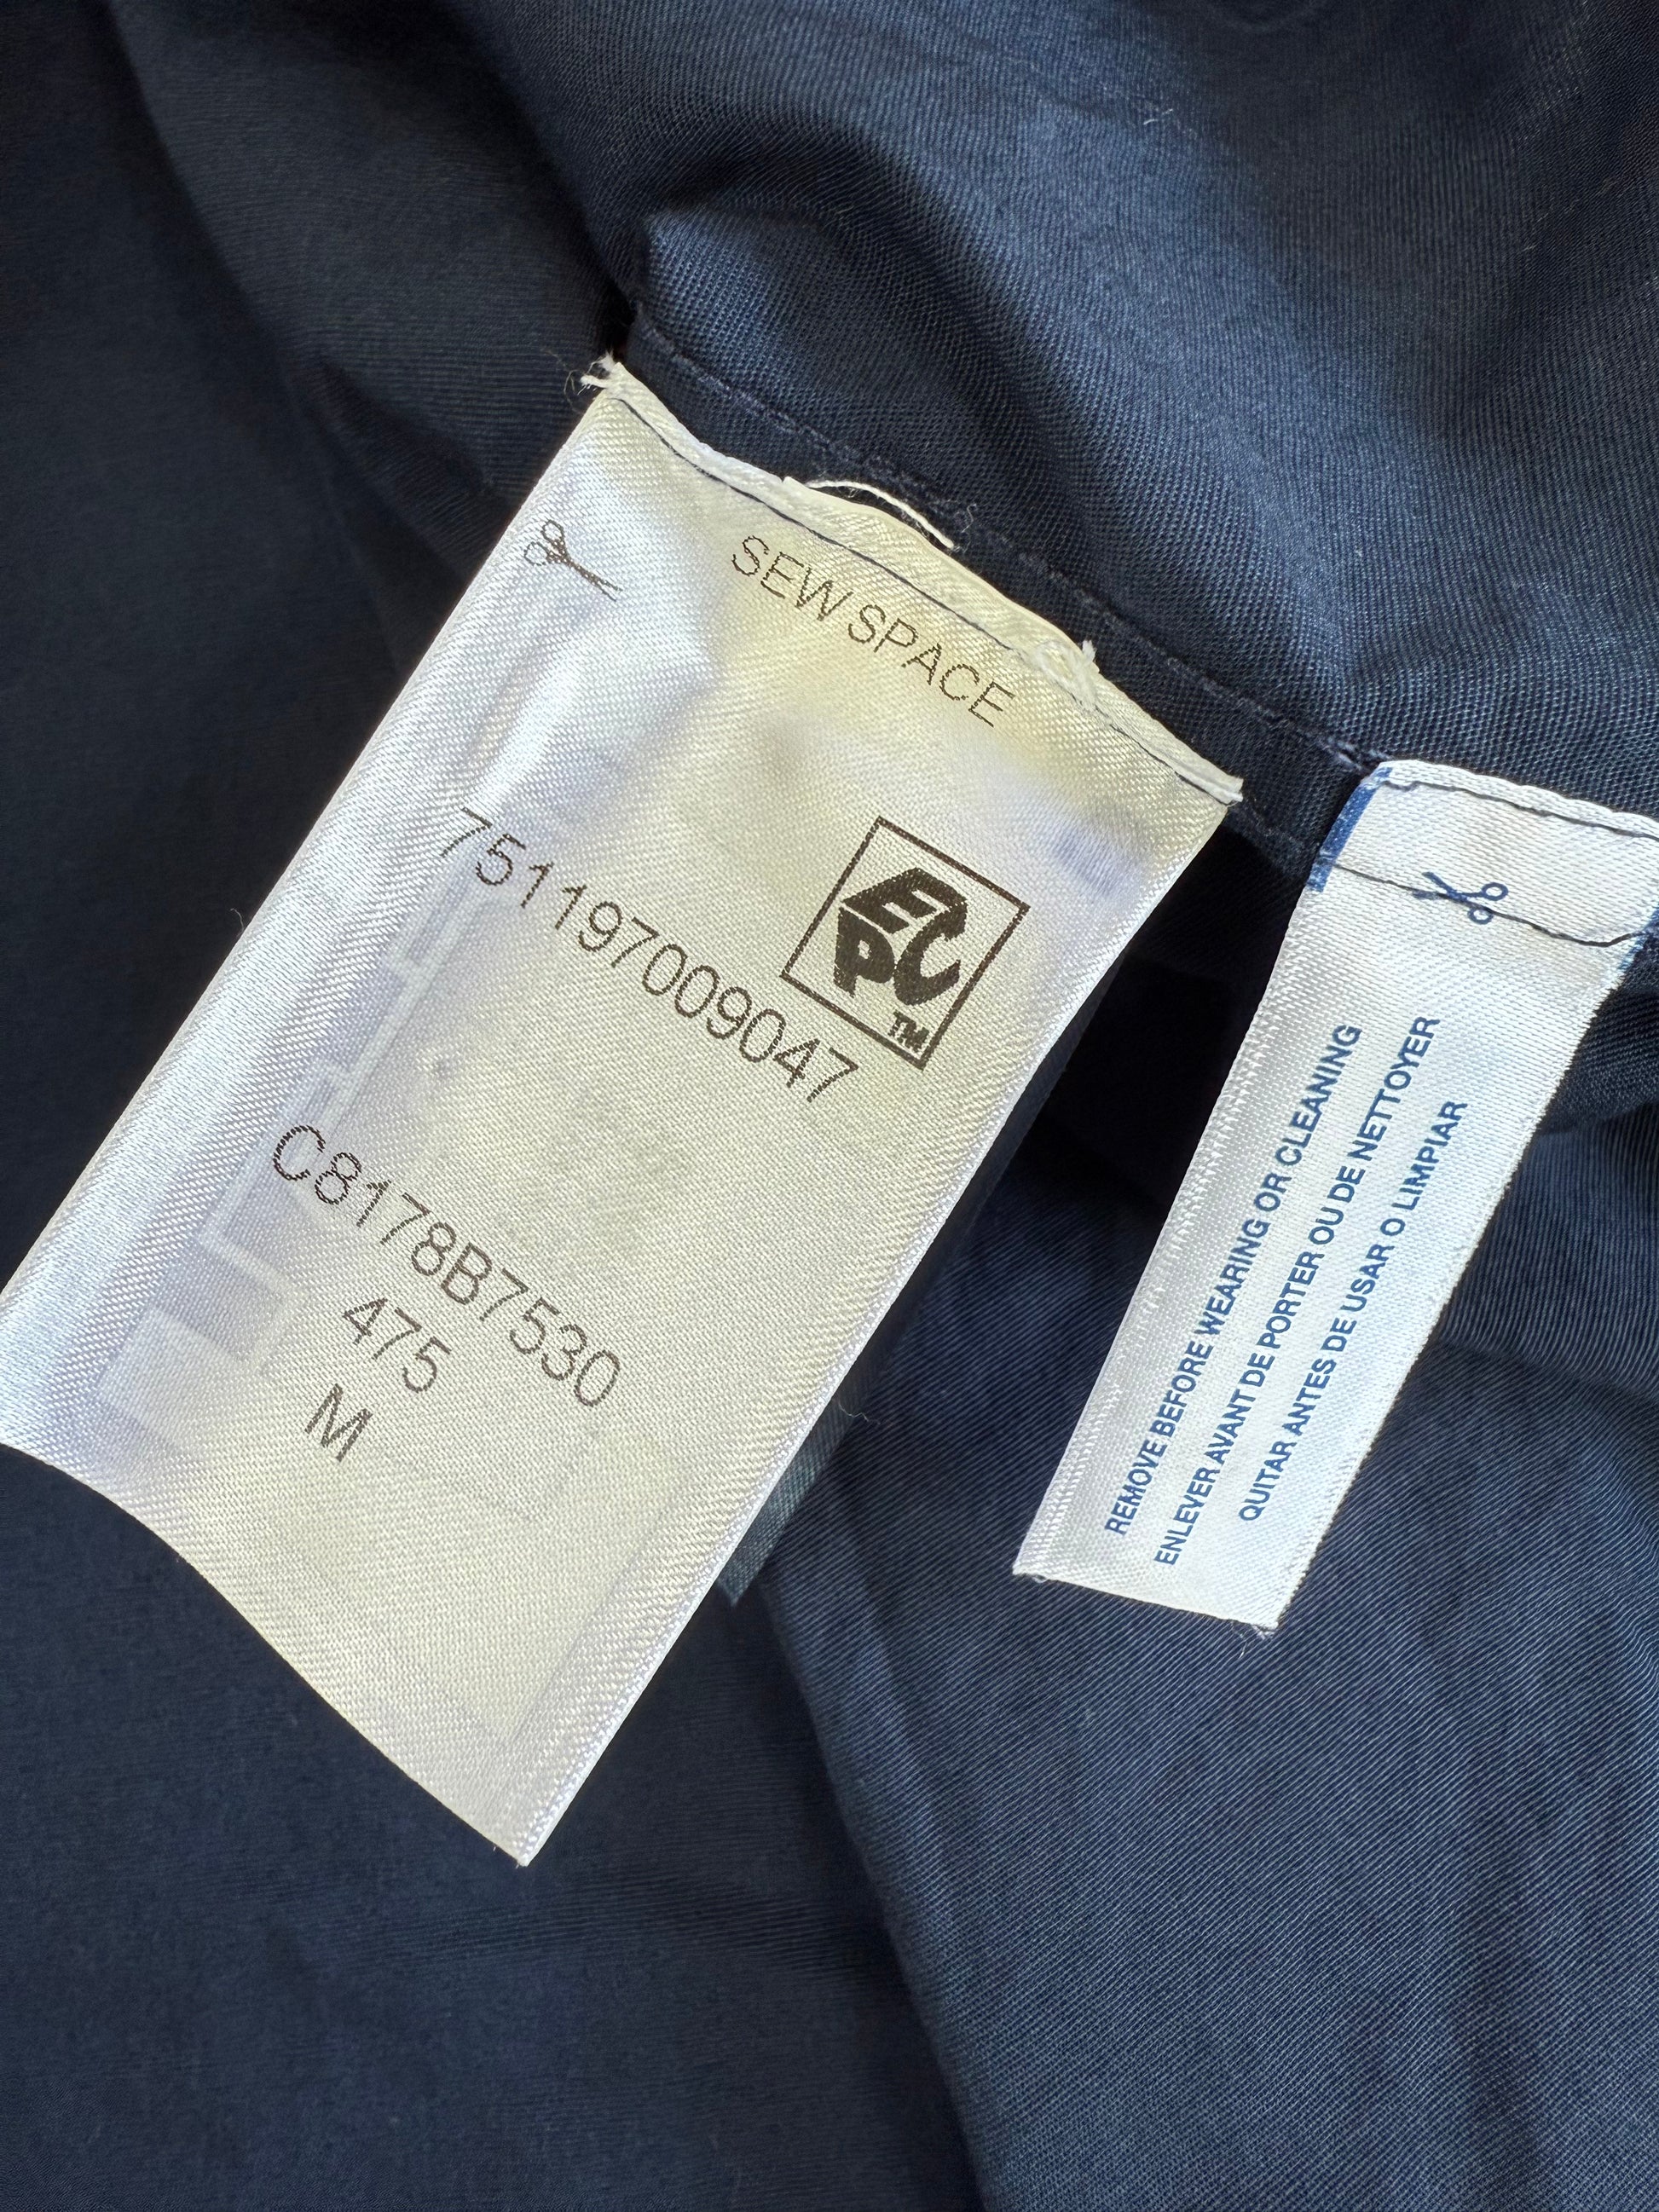 SEW SPACE
EPC
TM
751197009047
C8178B7530
475
M
REMOVE BEFORE WEARING OR CLEANING
ENLEVER AVANT DE PORTER OU DE NETTOYER
QUITAR ANTES DE USAR O LIMPIAR